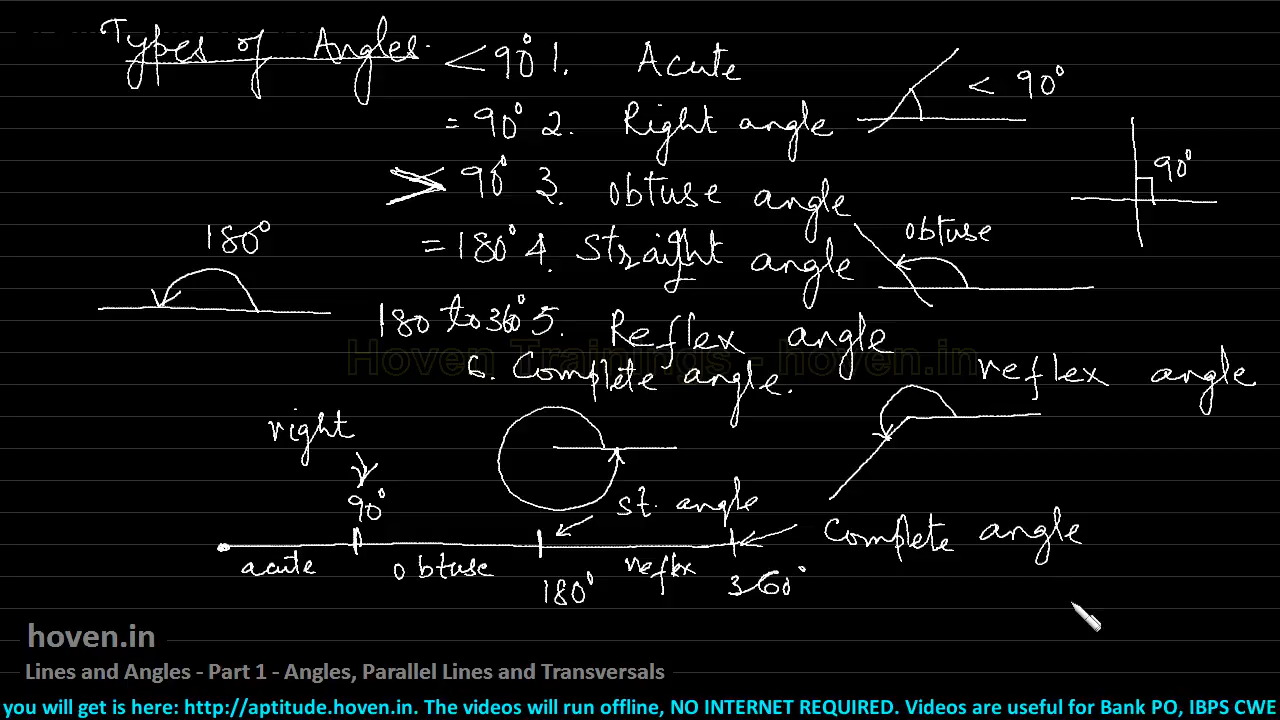 Types of Angles.
< 90° 1. Acute
< 90°
= 90° 2. Right angle
90°
> 90° 3. Obtuse angle
obtuse
180°
= 180° 4. Straight angle
180 to 360° 5. Reflex angle
Hoven Trainings - hoven.in
6. Complete angle.
reflex angle
right
90°
st. angle
Complete angle
acute
obtuse
reflex
180°
360°
hoven.in
Lines and Angles - Part 1 - Angles, Parallel Lines and Transversals
you will get is here: http://aptitude.hoven.in. The videos will run offline, NO INTERNET REQUIRED. Videos are useful for Bank PO, IBPS CWE